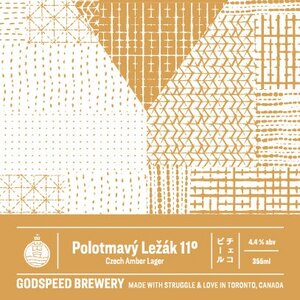 Polotmavý Ležák 11º
Czech Amber Lager
チェコ
ビール
4.4 % abv
355ml
GODSPEED BREWERY MADE WITH STRUGGLE & LOVE IN TORONTO, CANADA